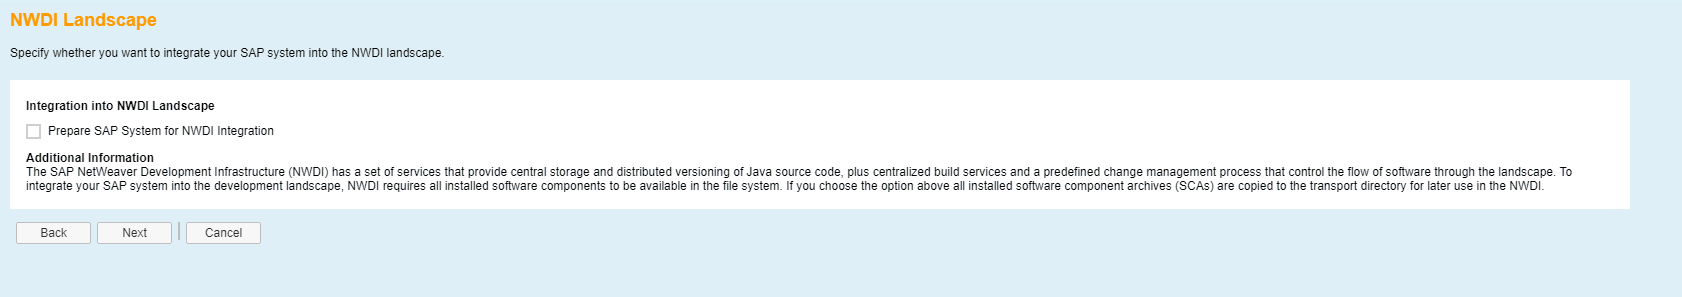 NWDI Landscape
Specify whether you want to integrate your SAP system into the NWDI landscape.
Integration into NWDI Landscape
Prepare SAP System for NWDI Integration
Additional Information
The SAP NetWeaver Development Infrastructure (NWDI) has a set of services that provide central storage and distributed versioning of Java source code, plus centralized build services and a predefined change management process that control the flow of software through the landscape. To
integrate your SAP system into the development landscape, NWDI requires all installed software components to be available in the file system. If you choose the option above all installed software component archives (SCAs) are copied to the transport directory for later use in the NWDI.
Back Next Cancel